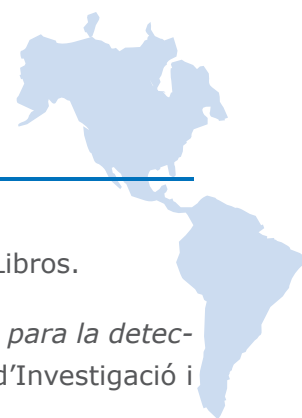 Libros.
para la detec-
d’Investigació i